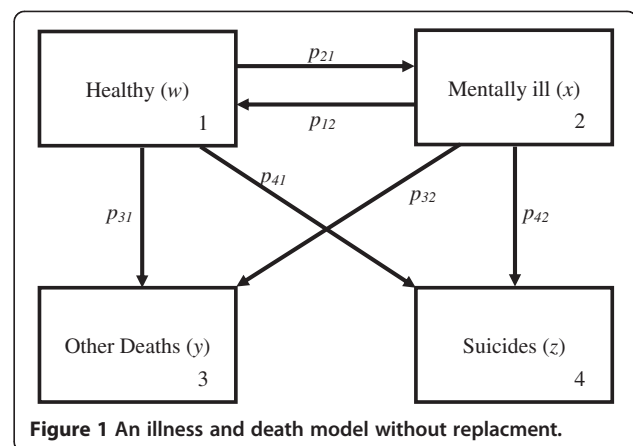 p21
Healthy (w)
1
Mentally ill (x)
2
p12
p41
p32
p31
p42
Other Deaths (y)
3
Suicides (z)
4
Figure 1 An illness and death model without replacment.